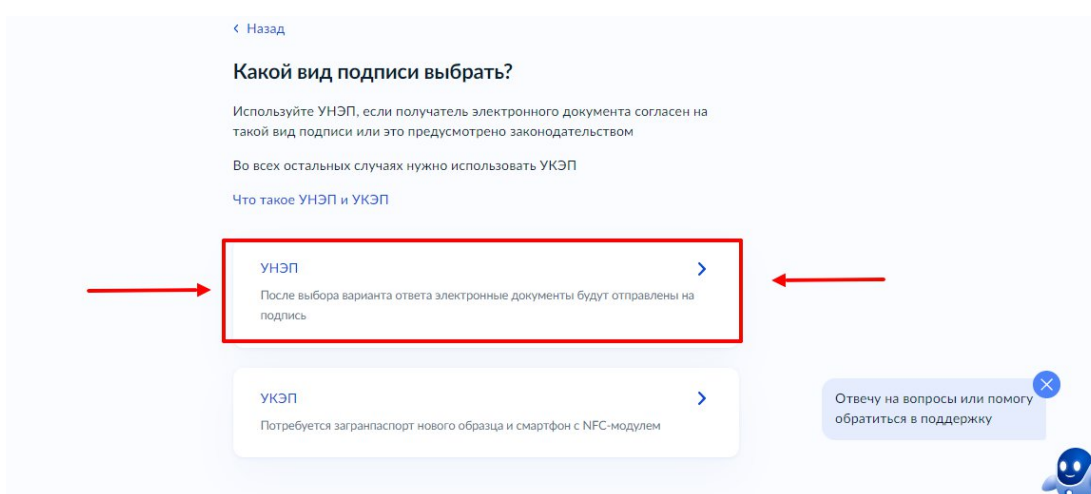 Назад
Какой вид подписи выбрать?
Используйте УНЭП, если получатель электронного документа согласен на
такой вид подписи или это предусмотрено законодательством
Во всех остальных случаях нужно использовать УКЭП
Что такое УНЭП и УКЭП
УНЭП
После выбора варианта ответа электронные документы будут отправлены на
подпись
УКЭП
Потребуется загранпаспорт нового образца и смартфон с NFC-модулем
Отвечу на вопросы или помогу
обратиться в поддержку